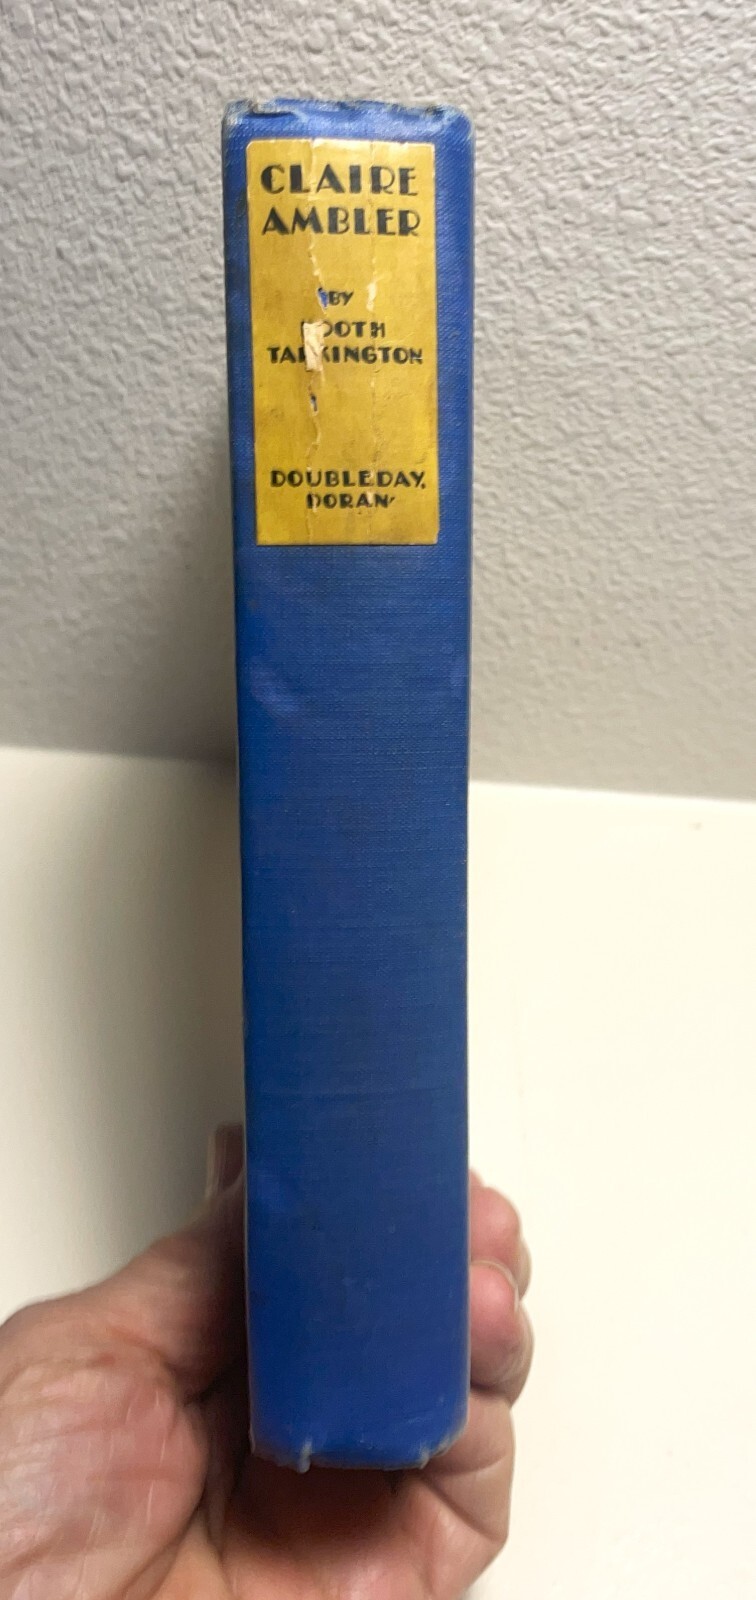 CLAIRE
AMBLER
BY
BOOTH
TARKINGTON
DOUBLEDAY,
DORAN